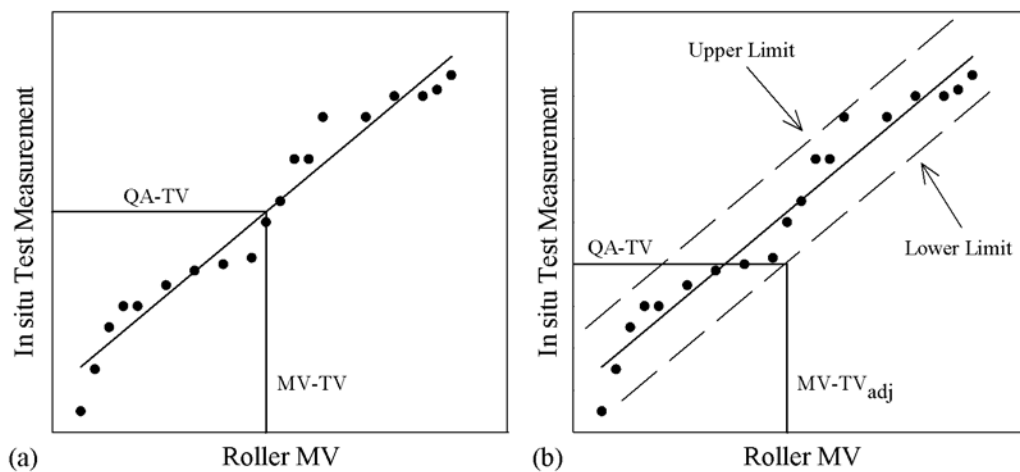 In situ Test Measurement
QA-TV
MV-TV
Roller MV
(a)
In situ Test Measurement
Upper Limit
Lower Limit
QA-TV
MV-TVadj
Roller MV
(b)